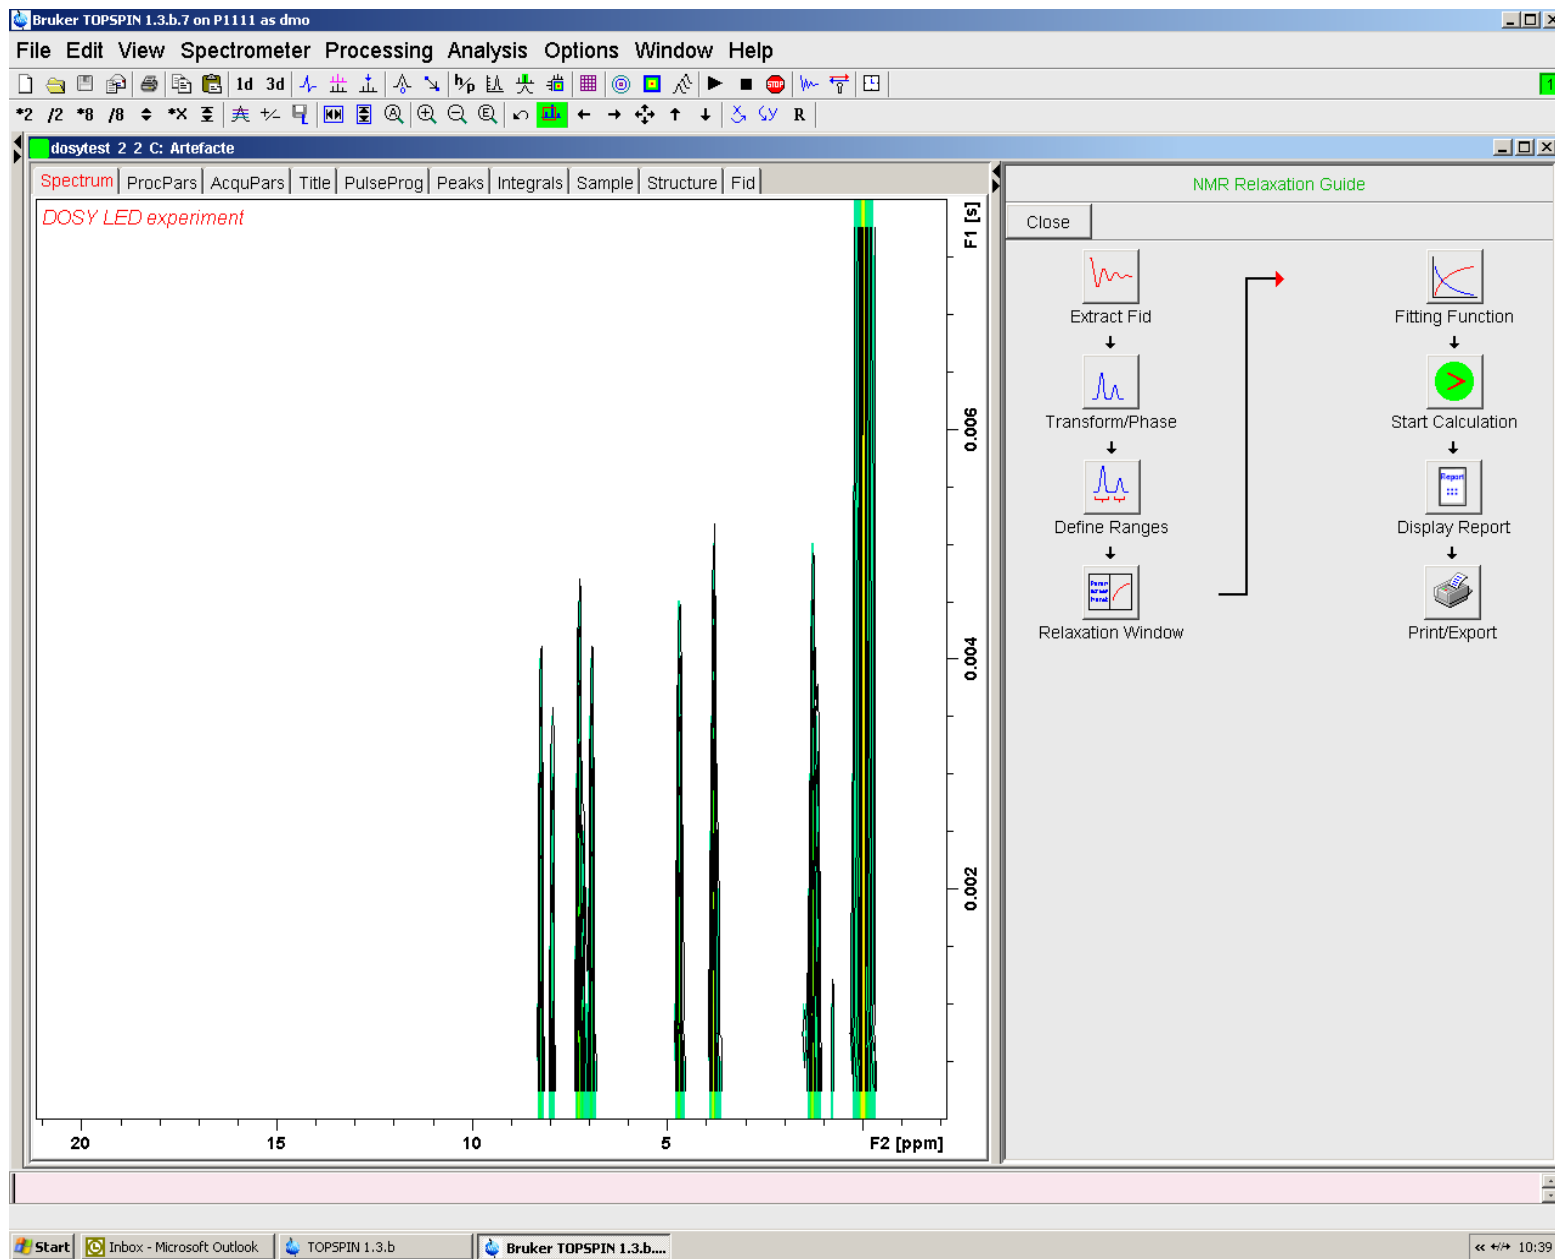 Bruker TOPSPIN 1.3.b.7 on P1111 as dmo
File Edit View Spectrometer Processing Analysis Options Window Help
1d 3d h/p STOP 1
*2 /2 *8 /8 *X +/- A E X y R
dosytest 2 2 C: Artefacte
Spectrum ProcPars AcquPars Title PulseProg Peaks Integrals Sample Structure Fid
DOSY LED experiment
F1 [s]
0.006
0.004
0.002
20 15 10 5 F2 [ppm]
NMR Relaxation Guide
Close
Extract Fid
Transform/Phase
Define Ranges
Relaxation Window
Fitting Function
Start Calculation
Report
Display Report
Print/Export
Start Inbox - Microsoft Outlook TOPSPIN 1.3.b Bruker TOPSPIN 1.3.b.... 10:39